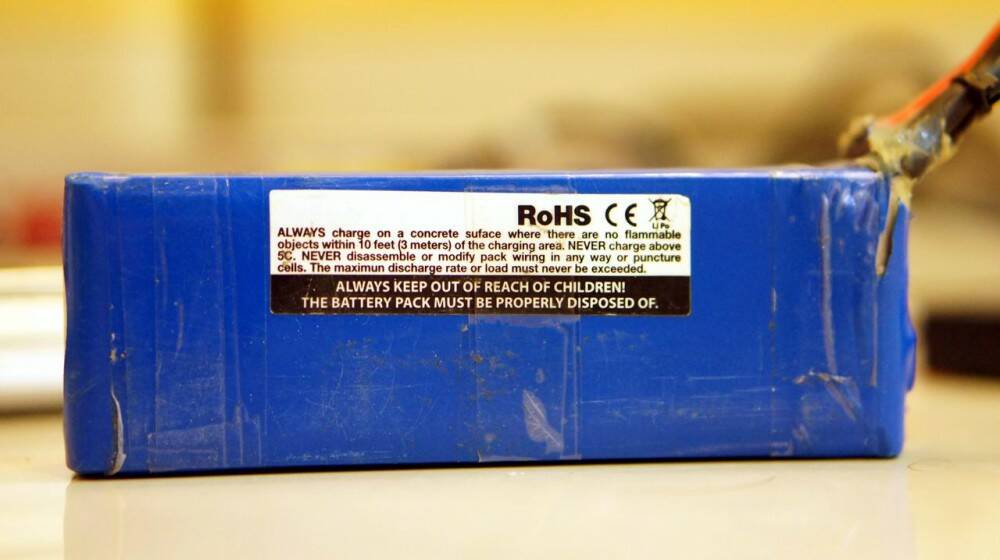 RoHS CE
Li Po
ALWAYS charge on a concrete suface where there are no flammable
objects within 10 feet (3 meters) of the charging area. NEVER charge above
5C. NEVER disassemble or modify pack wiring in any way or puncture
cells. The maximun discharge rate or load must never be exceeded.
ALWAYS KEEP OUT OF REACH OF CHILDREN!
THE BATTERY PACK MUST BE PROPERLY DISPOSED OF.